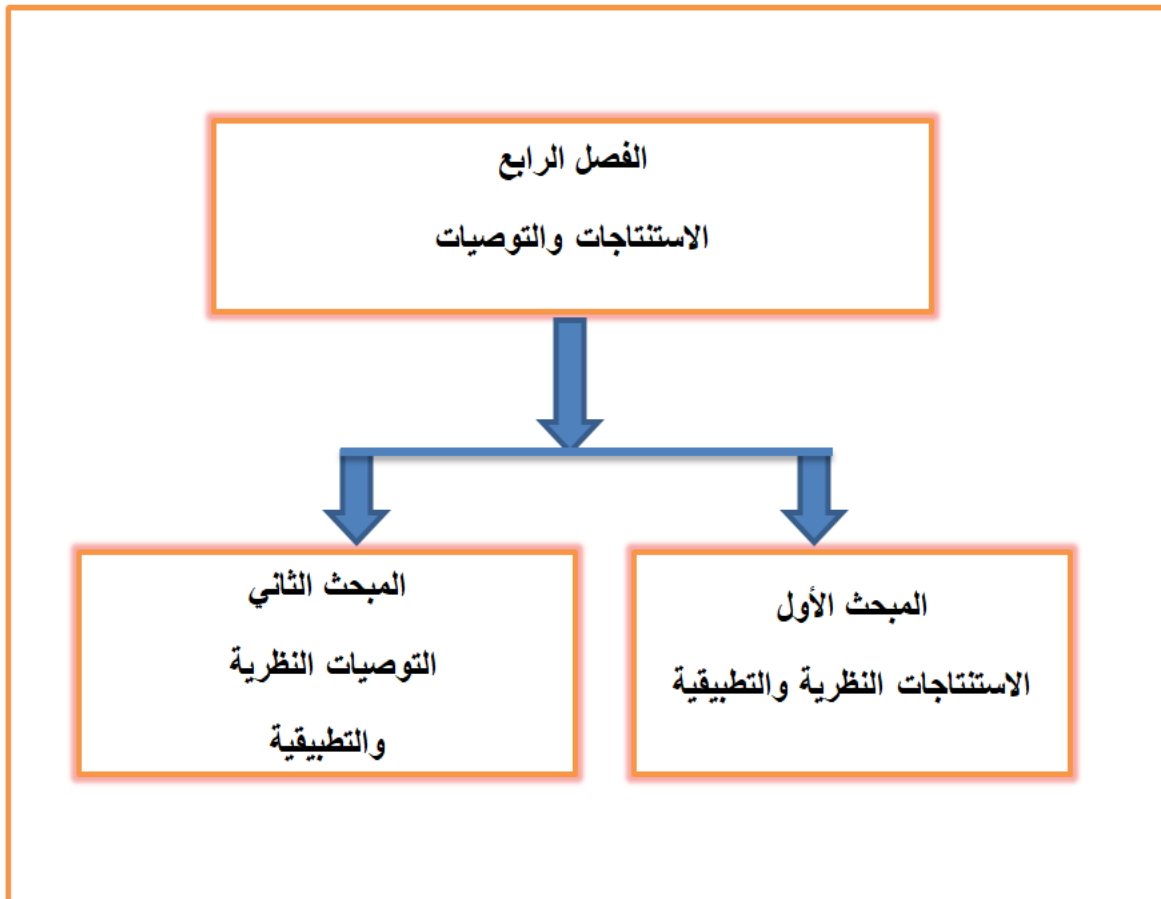 الفصل الرابع
الاستنتاجات والتوصيات
المبحث الأول
الاستنتاجات النظرية والتطبيقية
المبحث الثاني
التوصيات النظرية
والتطبيقية